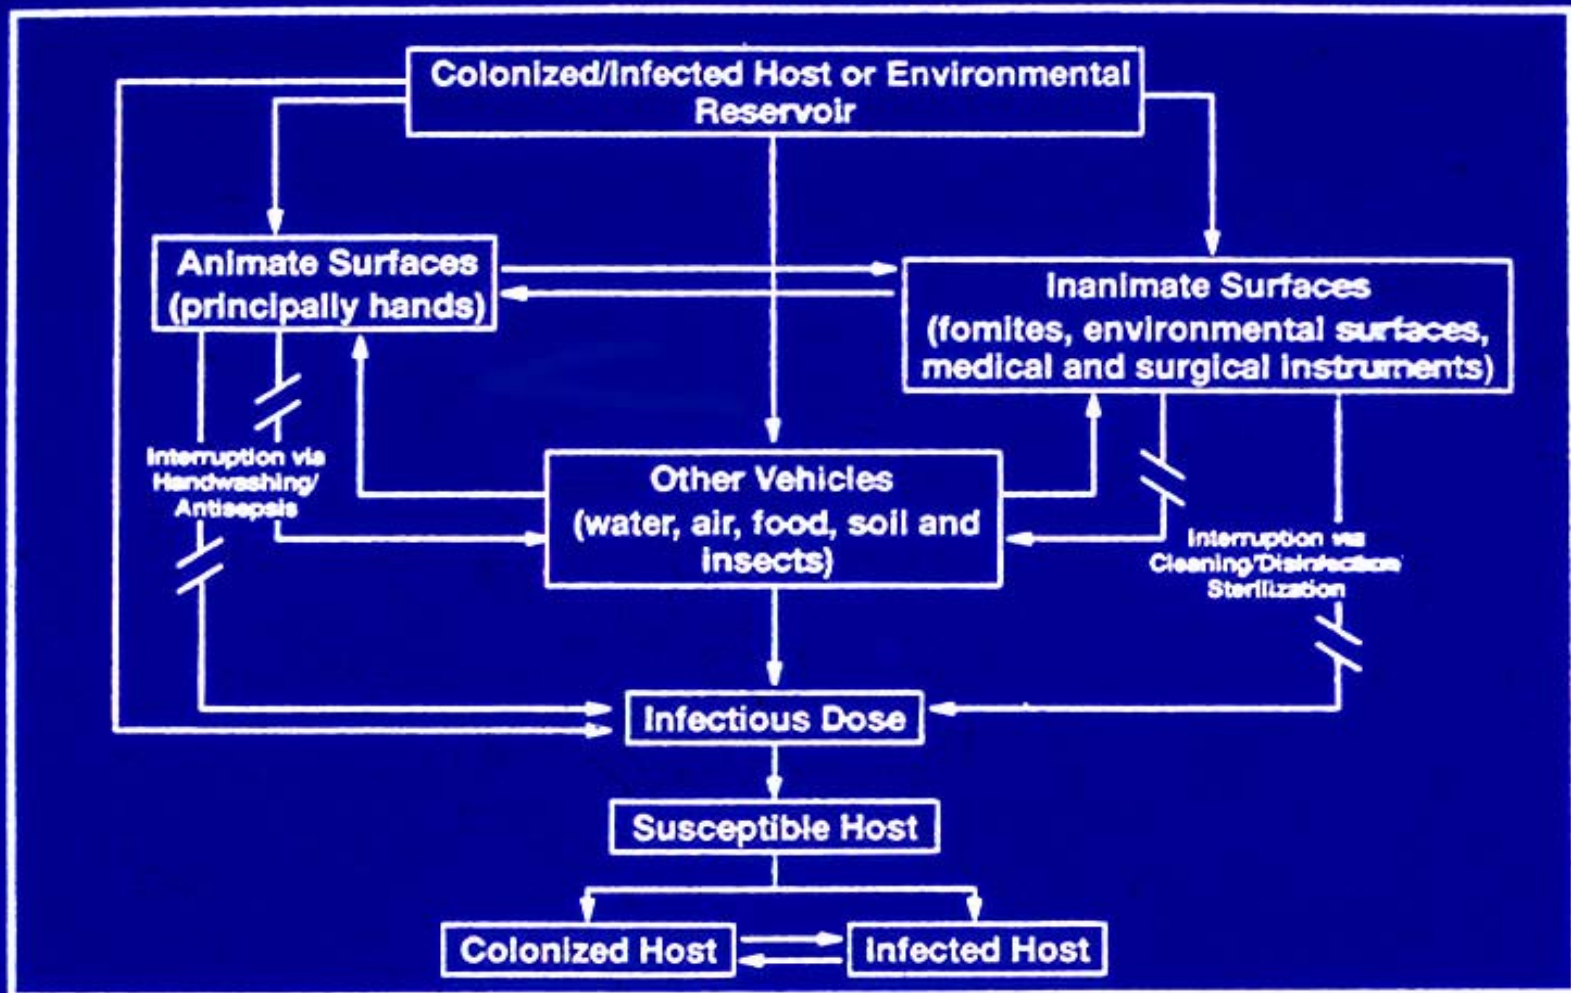 Colonized/Infected Host or Environmental
Reservoir
Animate Surfaces
(principally hands)
Inanimate Surfaces
(fomites, environmental surfaces,
medical and surgical instruments)
Interruption via
Handwashing/
Antisepsis
Other Vehicles
(water, air, food, soil and
insects)
Interruption via
Cleaning/Disinfection
Sterilization
Infectious Dose
Susceptible Host
Colonized Host
Infected Host